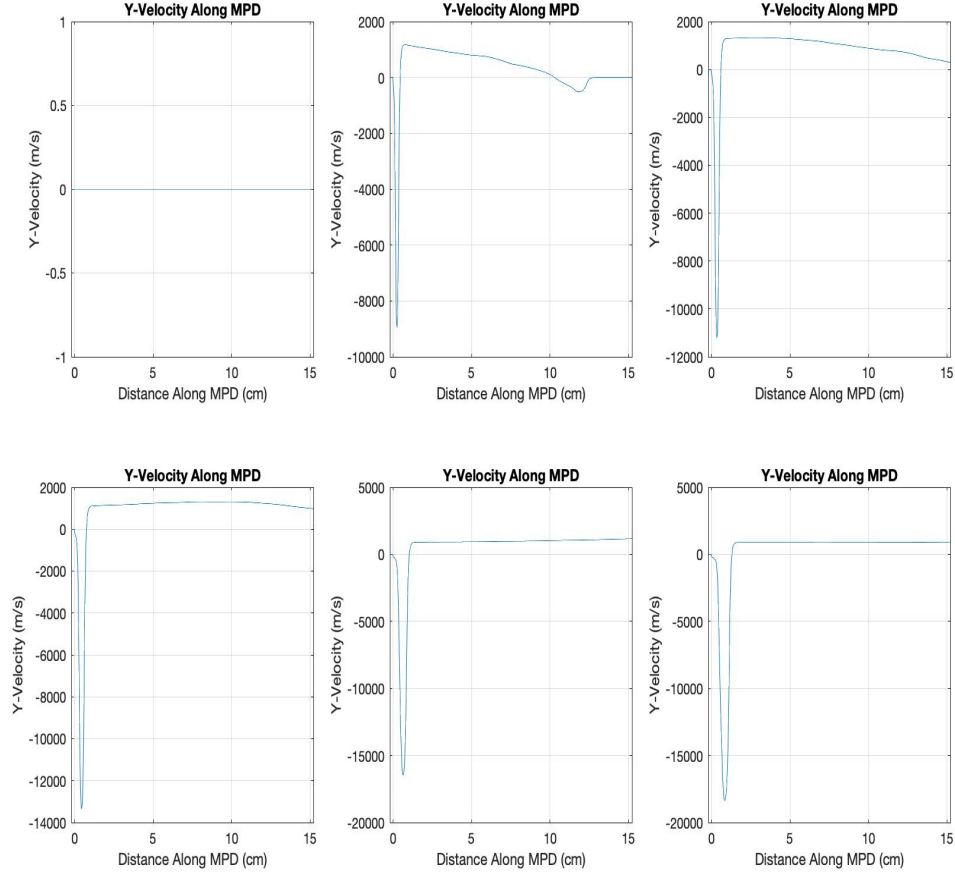 Y-Velocity Along MPD
1
0.5
0
-0.5
-1
Y-Velocity (m/s)
0 5 10 15
Distance Along MPD (cm)
Y-Velocity Along MPD
2000
0
-2000
-4000
-6000
-8000
-10000
Y-Velocity (m/s)
0 5 10 15
Distance Along MPD (cm)
Y-Velocity Along MPD
2000
0
-2000
-4000
-6000
-8000
-10000
-12000
Y-velocity (m/s)
0 5 10 15
Distance Along MPD (cm)
Y-Velocity Along MPD
2000
0
-2000
-4000
-6000
-8000
-10000
-12000
-14000
Y-Velocity (m/s)
0 5 10 15
Distance Along MPD (cm)
Y-Velocity Along MPD
5000
0
-5000
-10000
-15000
-20000
Y-Velocity (m/s)
0 5 10 15
Distance Along MPD (cm)
Y-Velocity Along MPD
5000
0
-5000
-10000
-15000
-20000
Y-Velocity (m/s)
0 5 10 15
Distance Along MPD (cm)